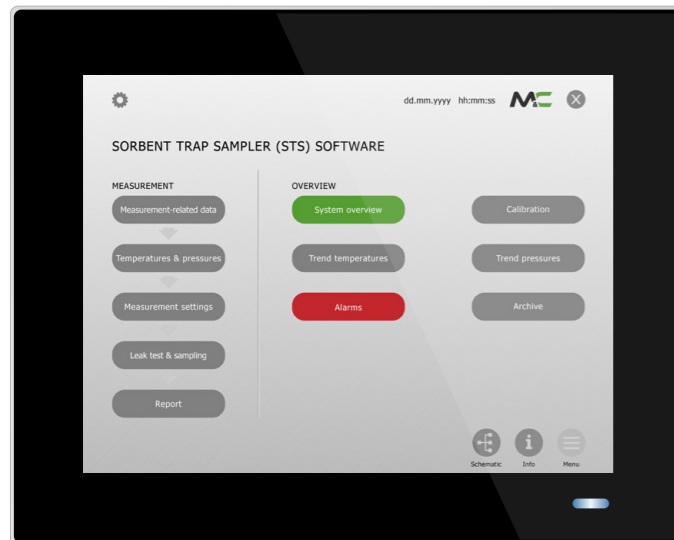 dd.mm.yyyy hh:mm:ss M&C
SORBENT TRAP SAMPLER (STS) SOFTWARE
MEASUREMENT
Measurement-related data
Temperatures & pressures
Measurement settings
Leak test & sampling
Report
OVERVIEW
System overview
Calibration
Trend temperatures
Trend pressures
Alarms
Archive
Schematic
Info
Menu